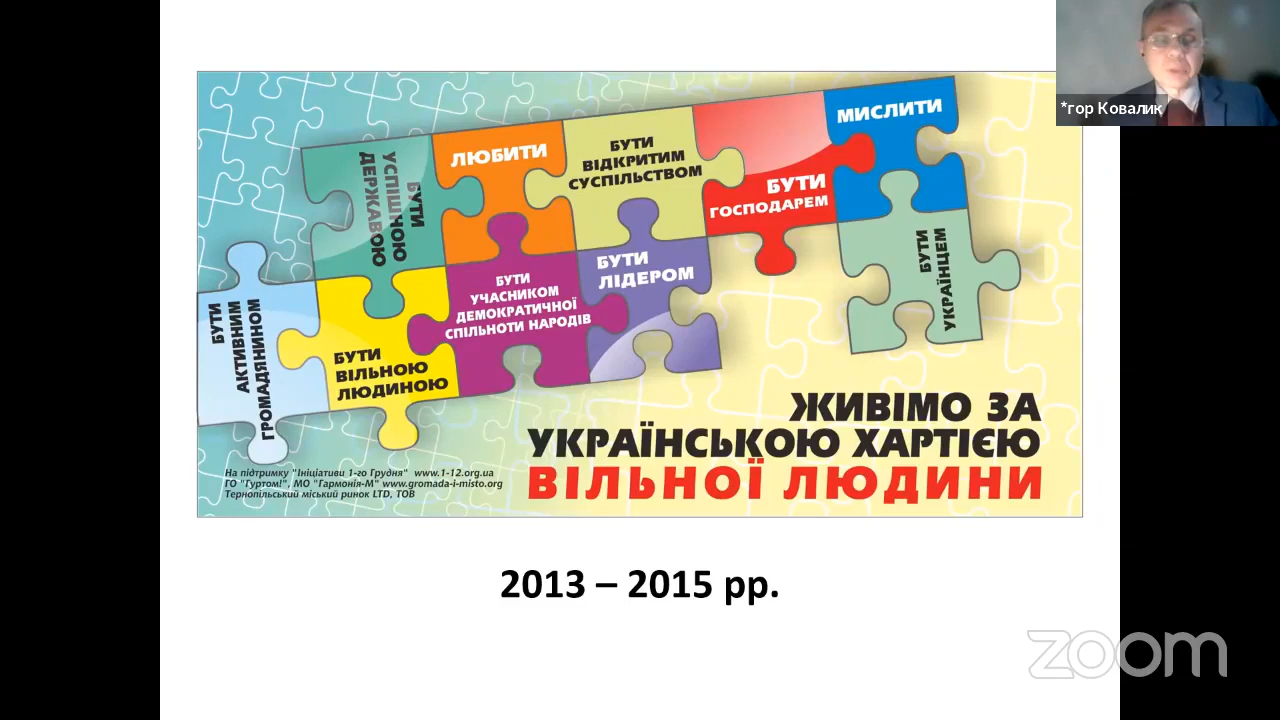 *гор Ковалик
МИСЛИТИ
БУТИ
ВІДКРИТИМ
СУСПІЛЬСТВОМ
ЛЮБИТИ
БУТИ
УСПІШНОЮ
ДЕРЖАВОЮ
БУТИ
ГОСПОДАРЕМ
БУТИ
УКРАЇНЦЕМ
БУТИ
ЛІДЕРОМ
БУТИ
УЧАСНИКОМ
ДЕМОКРАТИЧНОЇ
СПІЛЬНОТИ НАРОДІВ
БУТИ
АКТИВНИМ
ГРОМАДЯНИНОМ
БУТИ
ВІЛЬНОЮ
ЛЮДИНОЮ
ЖИВІМО ЗА
УКРАЇНСЬКОЮ ХАРТІЄЮ
ВІЛЬНОЇ ЛЮДИНИ
На підтримку "Ініціативи 1-го Грудня" www.1-12.org.ua
ГО "Гуртом!", МО "Гармонія-М" www.gromada-i-misto.org
Тернопільський міський ринок LTD, ТОВ
2013 – 2015 рр.
zoom